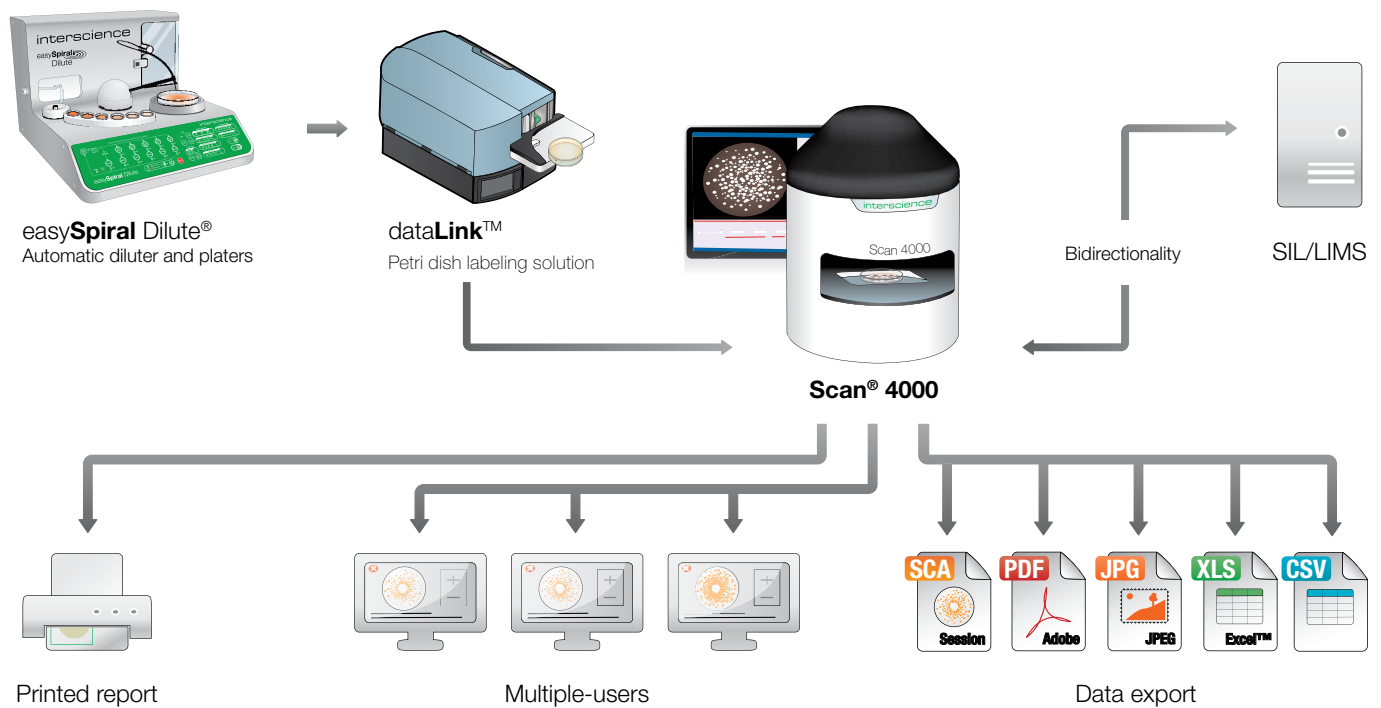 interscience
easySpiral
Dilute
interscience
easySpiral Dilute
easySpiral Dilute®
Automatic diluter and platers
dataLink™
Petri dish labeling solution
interscience
Scan 4000
Scan® 4000
Bidirectionality
SIL/LIMS
Printed report
Multiple-users
SCA
Session
PDF
Adobe
JPG
JPEG
XLS
Excel™
CSV
Data export